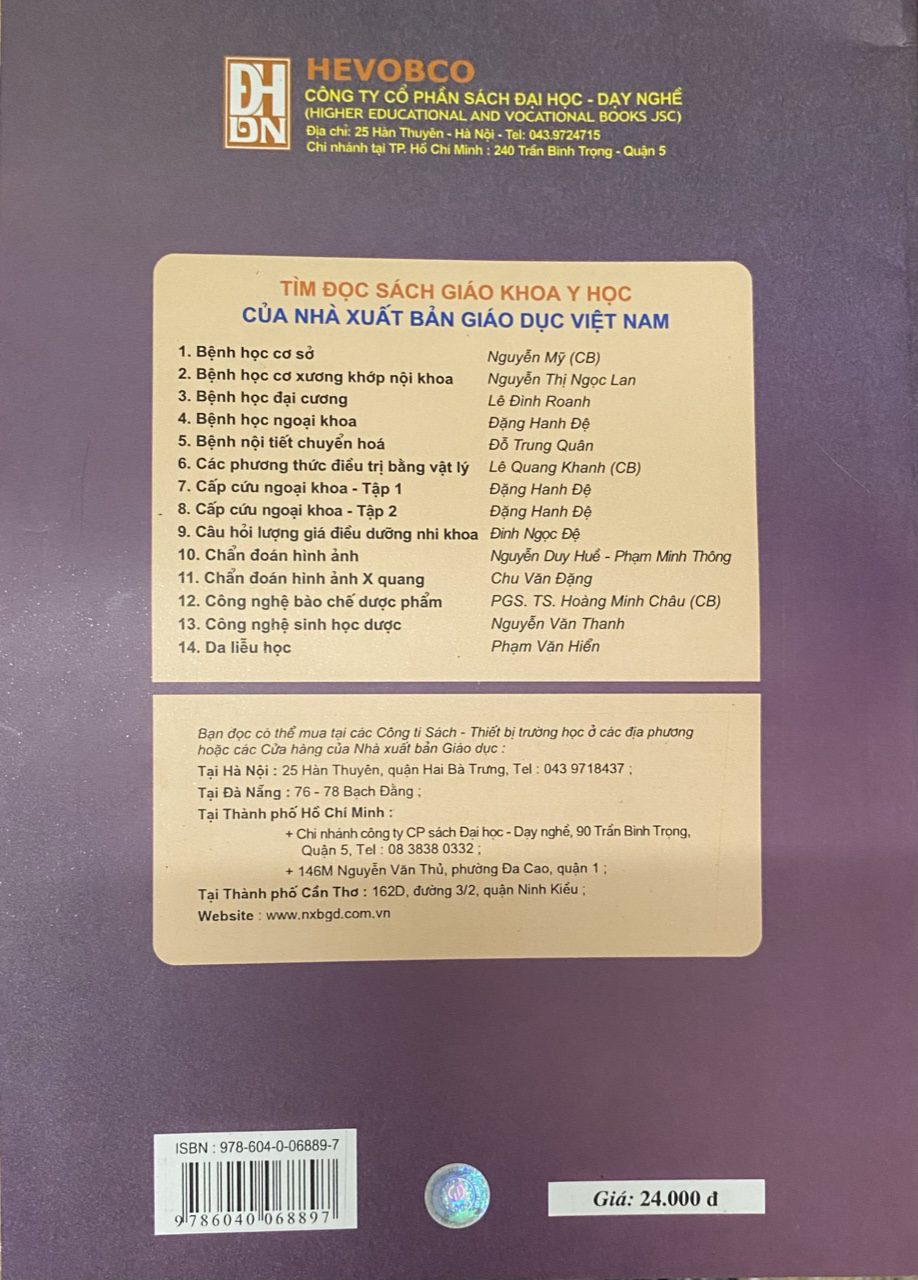 ĐH
DN
HEVOBCO
CÔNG TY CỔ PHẦN SÁCH ĐẠI HỌC - DẠY NGHỀ
(HIGHER EDUCATIONAL AND VOCATIONAL BOOKS JSC)
Địa chỉ: 25 Hàn Thuyên - Hà Nội - Tel: 043.9724715
Chi nhánh tại TP. Hồ Chí Minh : 240 Trần Bình Trọng - Quận 5
TÌM ĐỌC SÁCH GIÁO KHOA Y HỌC
CỦA NHÀ XUẤT BẢN GIÁO DỤC VIỆT NAM
1. Bệnh học cơ sở Nguyễn Mỹ (CB)
2. Bệnh học cơ xương khớp nội khoa Nguyễn Thị Ngọc Lan
3. Bệnh học đại cương Lê Đình Roanh
4. Bệnh học ngoại khoa Đặng Hanh Đệ
5. Bệnh nội tiết chuyển hoá Đỗ Trung Quân
6. Các phương thức điều trị bằng vật lý Lê Quang Khanh (CB)
7. Cấp cứu ngoại khoa - Tập 1 Đặng Hanh Đệ
8. Cấp cứu ngoại khoa - Tập 2 Đặng Hanh Đệ
9. Câu hỏi lượng giá điều dưỡng nhi khoa Đinh Ngọc Đệ
10. Chẩn đoán hình ảnh Nguyễn Duy Huề - Phạm Minh Thông
11. Chẩn đoán hình ảnh X quang Chu Văn Đặng
12. Công nghệ bào chế dược phẩm PGS. TS. Hoàng Minh Châu (CB)
13. Công nghệ sinh học dược Nguyễn Văn Thanh
14. Da liễu học Phạm Văn Hiển
Bạn đọc có thể mua tại các Công ti Sách - Thiết bị trường học ở các địa phương
hoặc các Cửa hàng của Nhà xuất bản Giáo dục :
Tại Hà Nội : 25 Hàn Thuyên, quận Hai Bà Trưng, Tel : 043 9718437 ;
Tại Đà Nẵng : 76 - 78 Bạch Đằng ;
Tại Thành phố Hồ Chí Minh :
+ Chi nhánh công ty CP sách Đại học - Dạy nghề, 90 Trần Bình Trọng,
Quận 5, Tel : 08 3838 0332 ;
+ 146M Nguyễn Văn Thủ, phường Đa Cao, quận 1 ;
Tại Thành phố Cần Thơ : 162D, đường 3/2, quận Ninh Kiều ;
Website : www.nxbgd.com.vn
ISBN : 978-604-0-06889-7
9 786040 068897
Giá: 24.000 đ